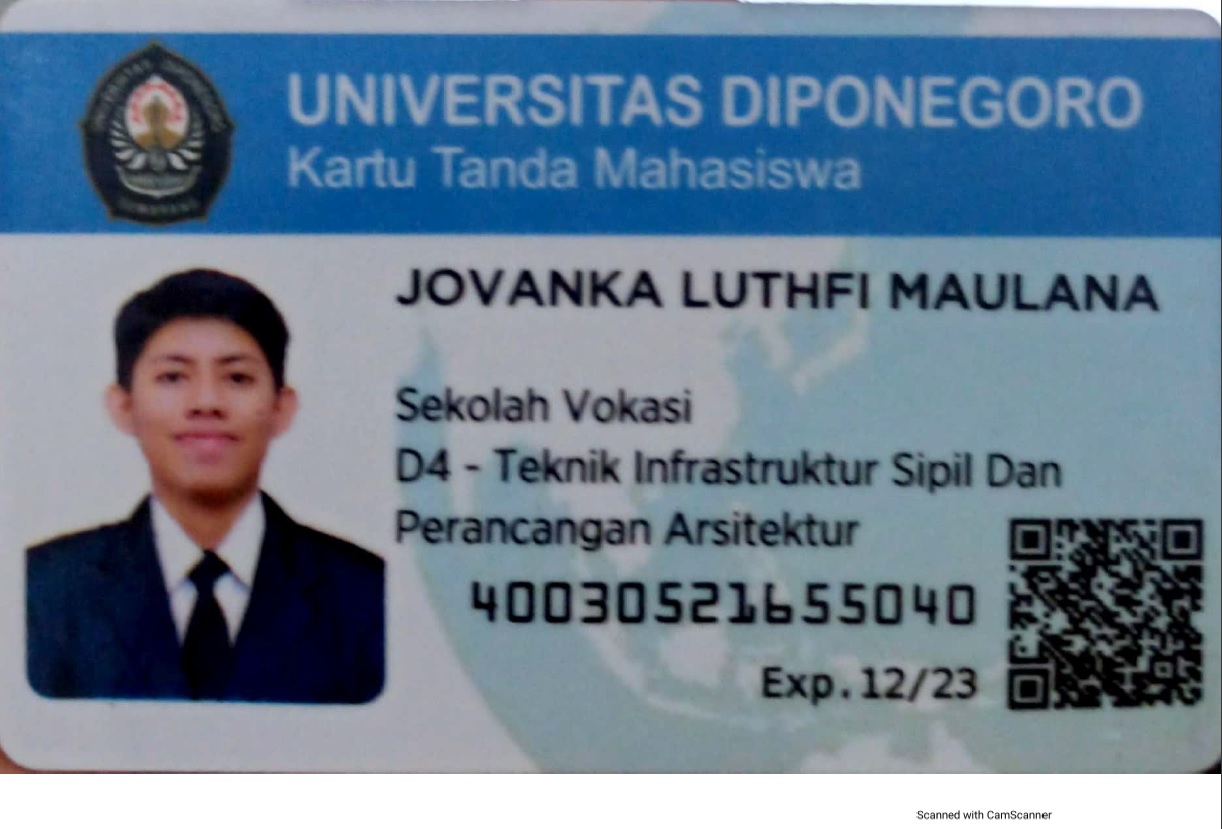 UNIVERSITAS DIPONEGORO
Kartu Tanda Mahasiswa
JOVANKA LUTHFI MAULANA
Sekolah Vokasi
D4 - Teknik Infrastruktur Sipil Dan
Perancangan Arsitektur
40030521655040
Exp.12/23
Scanned with CamScanner